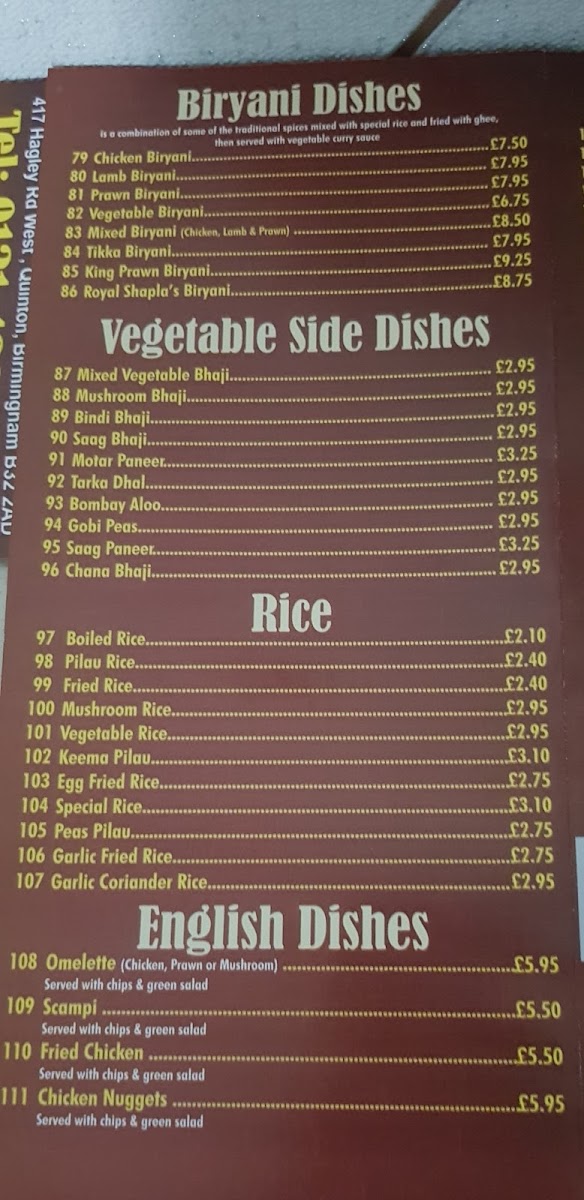 417 Hagley Rd West, Quinton, Birmingham B32 2AD
Tel: 0121
Biryani Dishes
is a combination of some of the traditional spices mixed with special rice and fried with ghee,
then served with vegetable curry sauce
79 Chicken Biryani £7.50
80 Lamb Biryani £7.95
81 Prawn Biryani £7.95
82 Vegetable Biryani £6.75
83 Mixed Biryani (Chicken, Lamb & Prawn) £8.50
84 Tikka Biryani £7.95
85 King Prawn Biryani £9.25
86 Royal Shapla's Biryani £8.75
Vegetable Side Dishes
87 Mixed Vegetable Bhaji £2.95
88 Mushroom Bhaji £2.95
89 Bindi Bhaji £2.95
90 Saag Bhaji £2.95
91 Motar Paneer £3.25
92 Tarka Dhal £2.95
93 Bombay Aloo £2.95
94 Gobi Peas £2.95
95 Saag Paneer £3.25
96 Chana Bhaji £2.95
Rice
97 Boiled Rice £2.10
98 Pilau Rice £2.40
99 Fried Rice £2.40
100 Mushroom Rice £2.95
101 Vegetable Rice £2.95
102 Keema Pilau £3.10
103 Egg Fried Rice £2.75
104 Special Rice £3.10
105 Peas Pilau £2.75
106 Garlic Fried Rice £2.75
107 Garlic Coriander Rice £2.95
English Dishes
108 Omelette (Chicken, Prawn or Mushroom) £5.95
Served with chips & green salad
109 Scampi £5.50
Served with chips & green salad
110 Fried Chicken £5.50
Served with chips & green salad
111 Chicken Nuggets £5.95
Served with chips & green salad